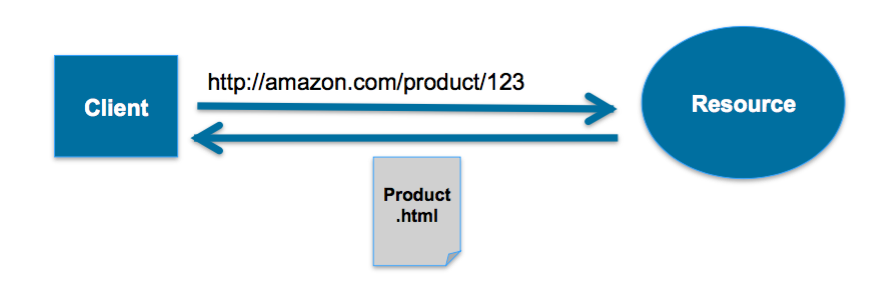 http://amazon.com/product/123
Client
Resource
Product
.html